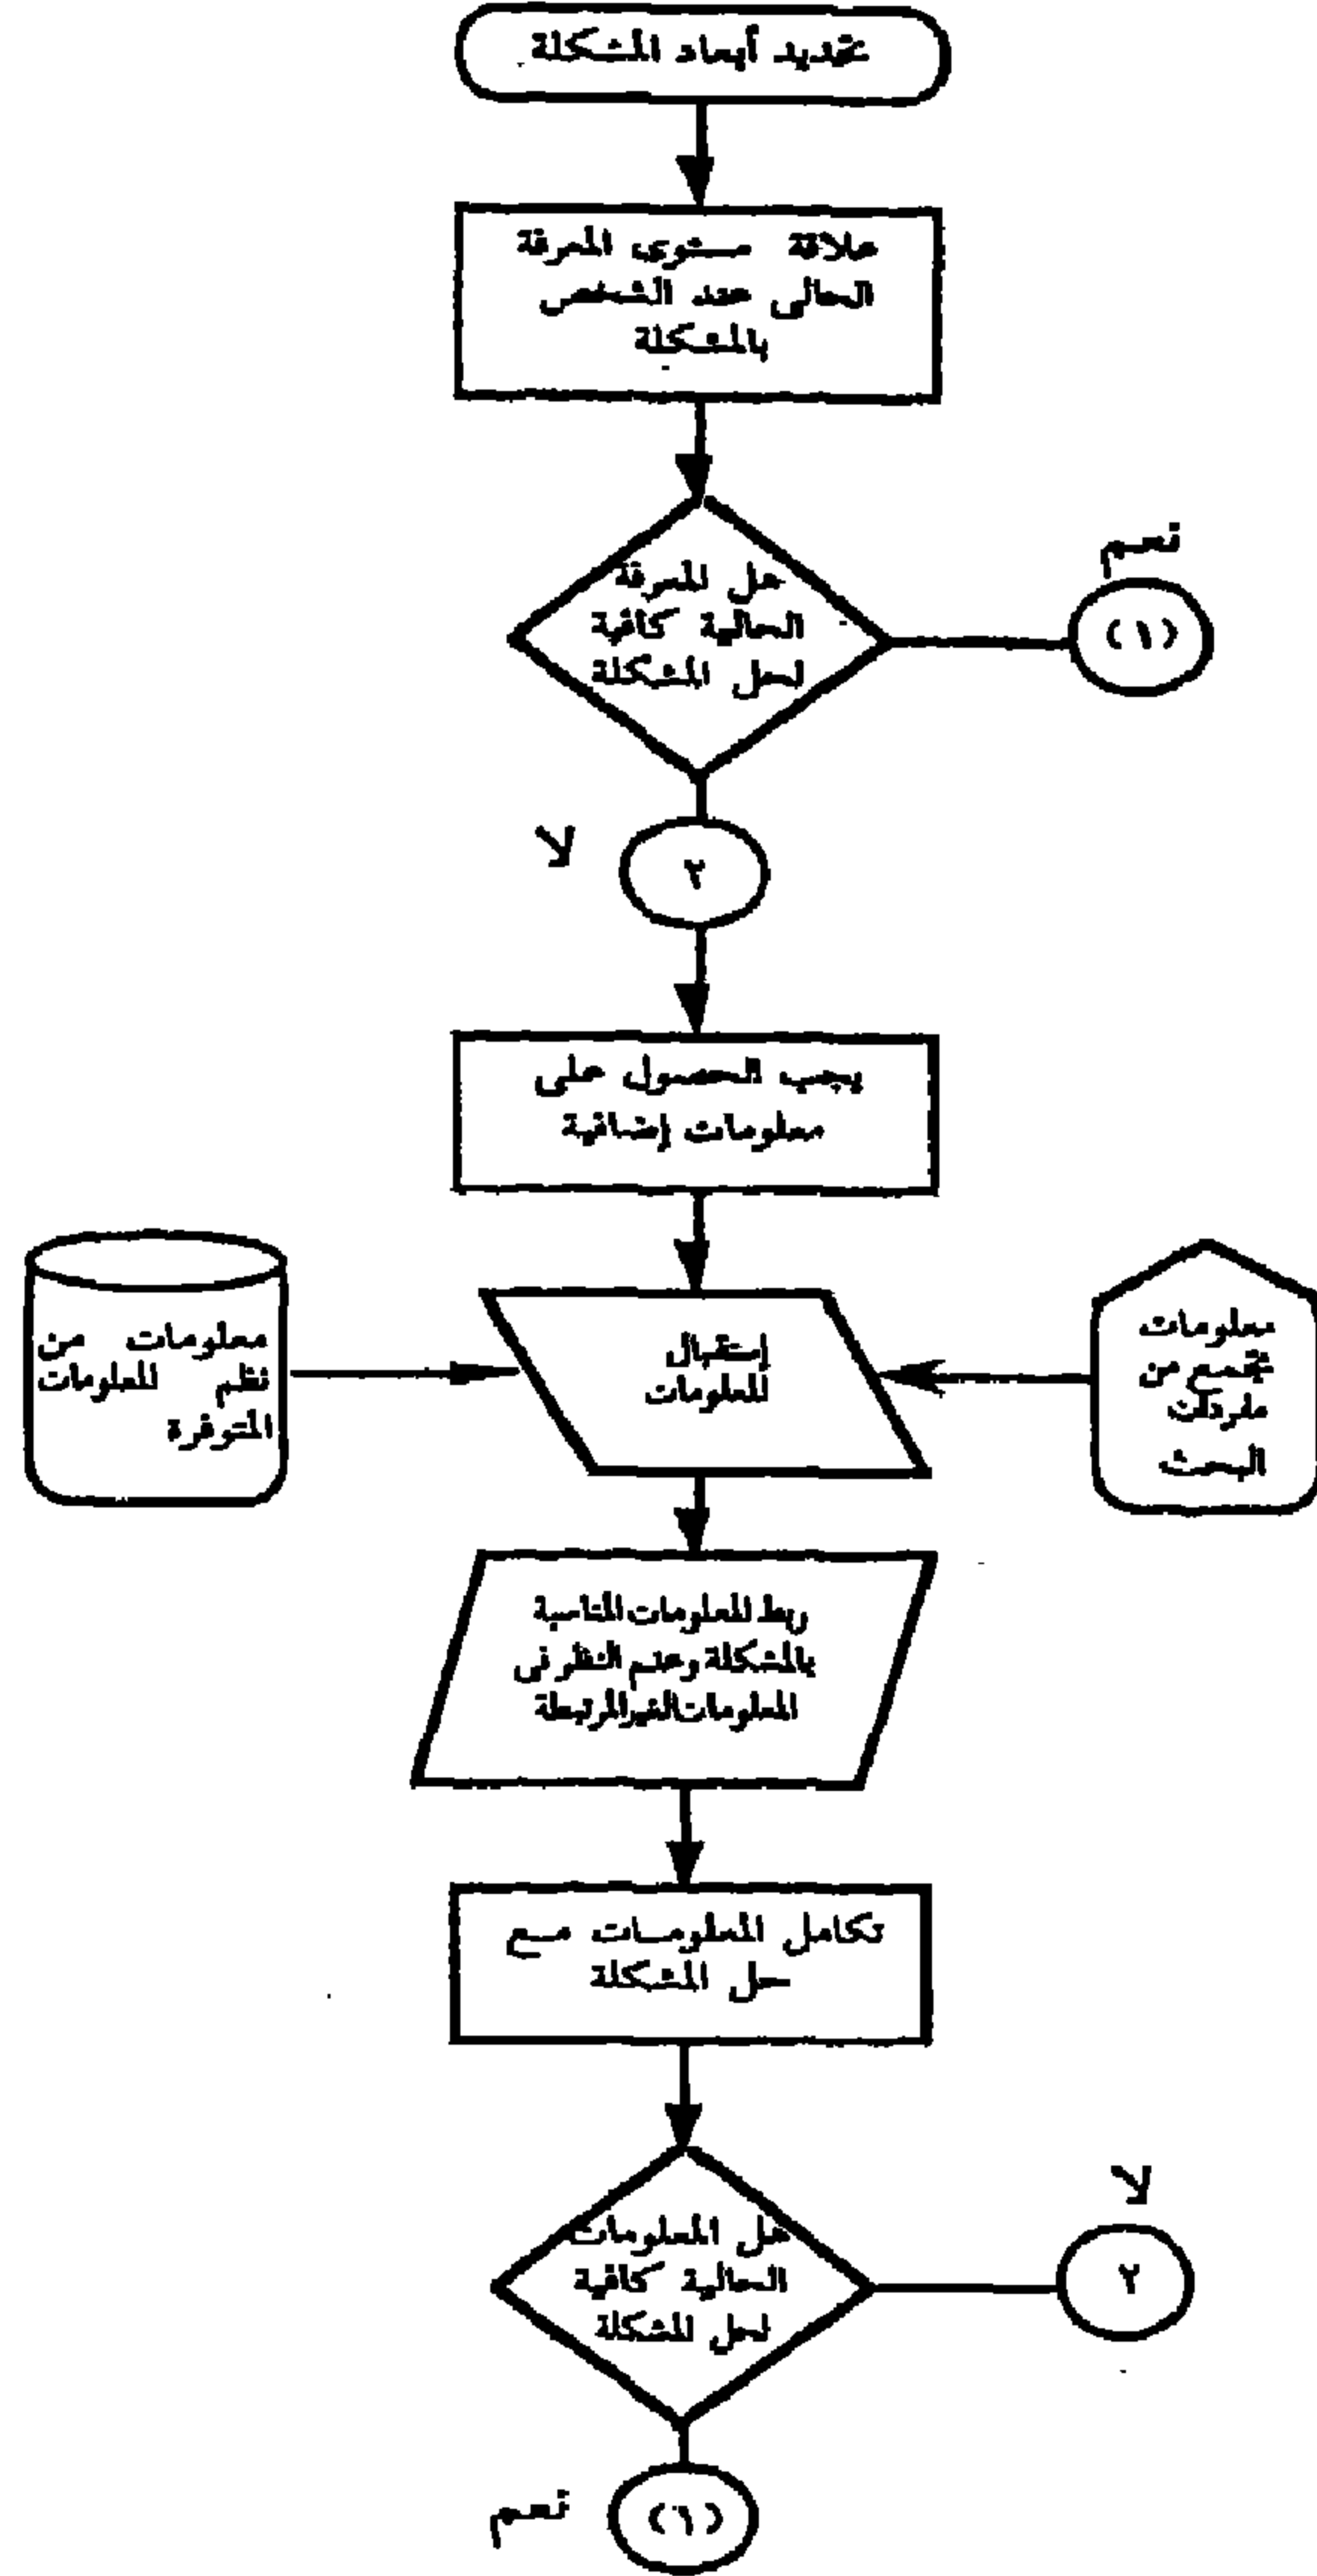 تحديد أبعاد المشكلة
علاقة مستوى المعرفة
الحالى عند الشخص
بالمشكلة
هل المعرفة
الحالية كافية
لحل المشكلة
نعم
(١)
لا
٢
يجب الحصول على
معلومات إضافية
معلومات
تجمع من
مفردات
البحث
إستقبال
المعلومات
معلومات من
نظم المعلومات
المتوفرة
ربط المعلومات المناسبة
بالمشكلة وعدم النظر فى
المعلومات الغير المرتبطة
تكامل المعلومات مع
حل المشكلة
هل المعلومات
الحالية كافية
لحل المشكلة
لا
٢
نعم
(١)